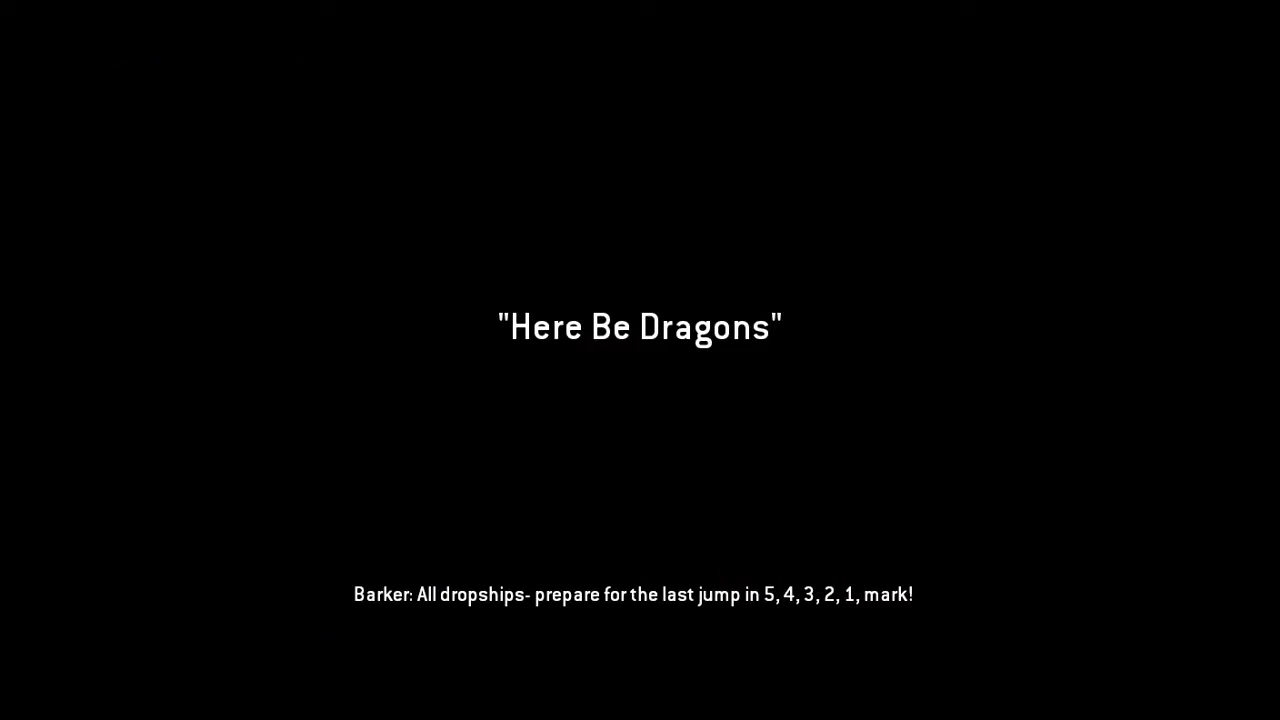 "Here Be Dragons"
Barker: All dropships- prepare for the last jump in 5, 4, 3, 2, 1, mark!